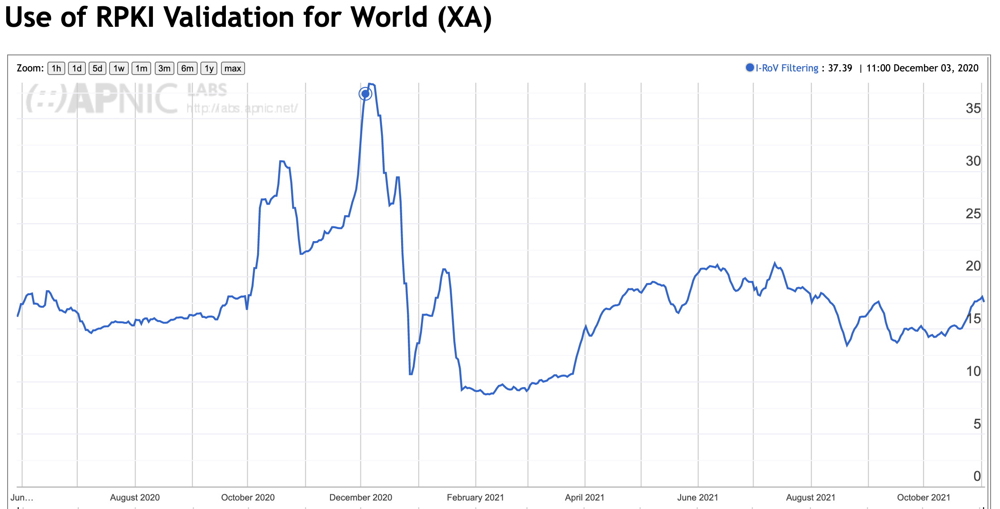 Use of RPKI Validation for World (XA)
Zoom: 1h 1d 5d 1w 1m 3m 6m 1y max
I-RoV Filtering : 37.39 | 11:00 December 03, 2020
(::)APNIC LABS
http://labs.apnic.net/
35
30
25
20
15
10
5
0
Jun… August 2020 October 2020 December 2020 February 2021 April 2021 June 2021 August 2021 October 2021